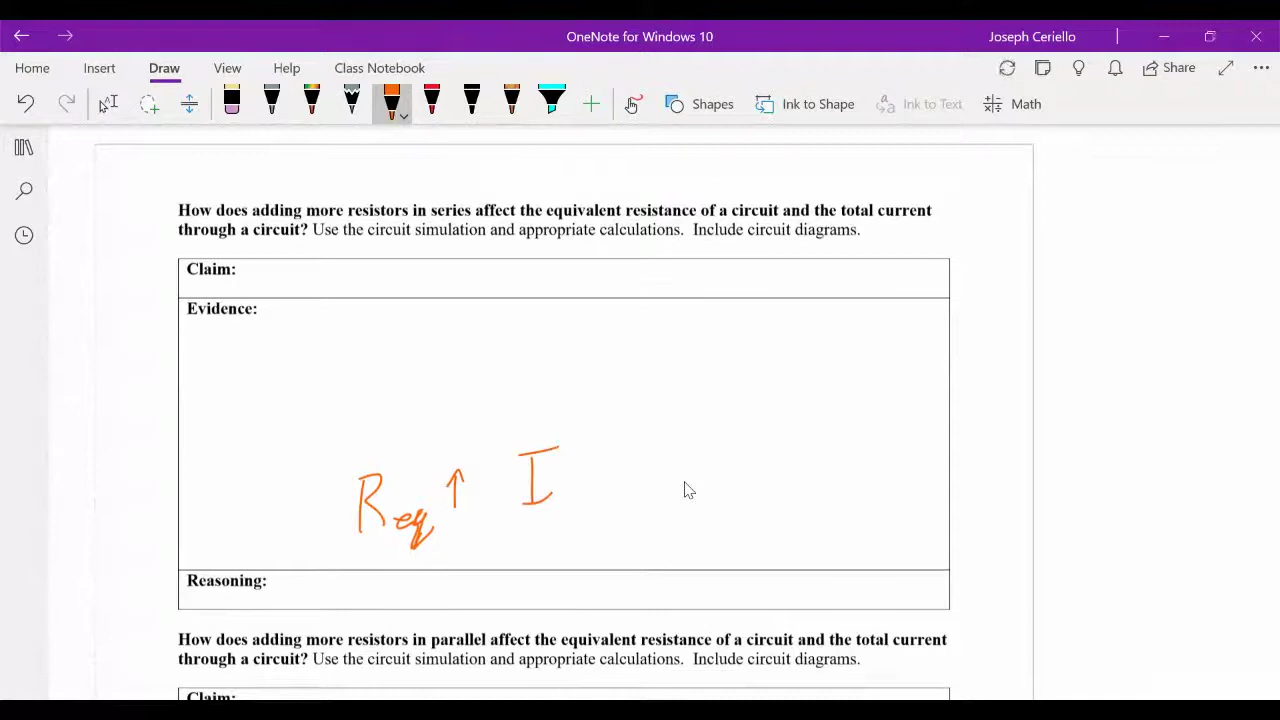 OneNote for Windows 10
Joseph Ceriello
Home Insert Draw View Help Class Notebook Share
Shapes Ink to Shape Ink to Text Math
How does adding more resistors in series affect the equivalent resistance of a circuit and the total current
through a circuit? Use the circuit simulation and appropriate calculations. Include circuit diagrams.
Claim:
Evidence:
Req ↑ I
Reasoning:
How does adding more resistors in parallel affect the equivalent resistance of a circuit and the total current
through a circuit? Use the circuit simulation and appropriate calculations. Include circuit diagrams.
Claim: